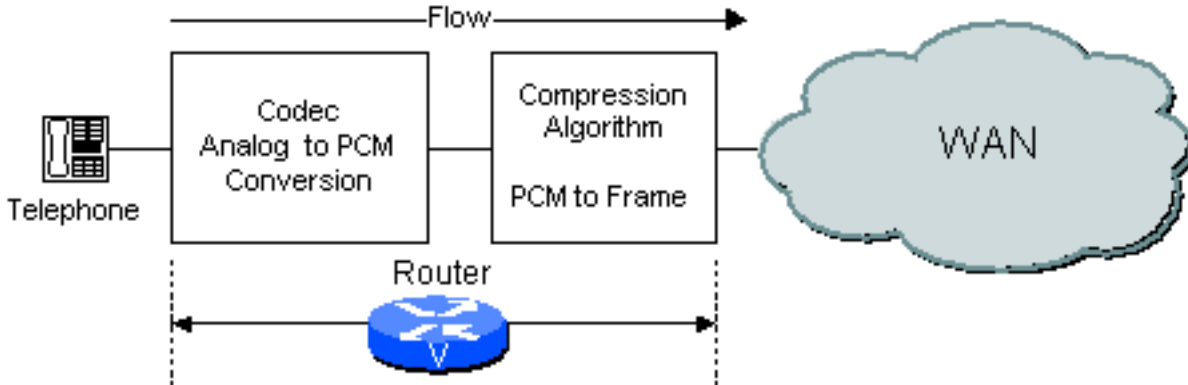 Flow
Codec
Analog to PCM
Conversion
Compression
Algorithm
PCM to Frame
WAN
Telephone
Router
V